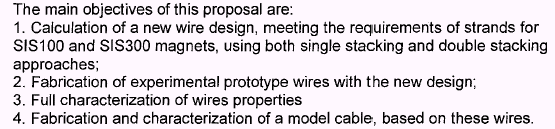 The main objectives of this proposal are:
1. Calculation of a new wire design, meeting the requirements of strands for
SIS100 and SIS300 magnets, using both single stacking and double stacking
approaches;
2. Fabrication of experimental prototype wires with the new design;
3. Full characterization of wires properties
4. Fabrication and characterization of a model cable, based on these wires.